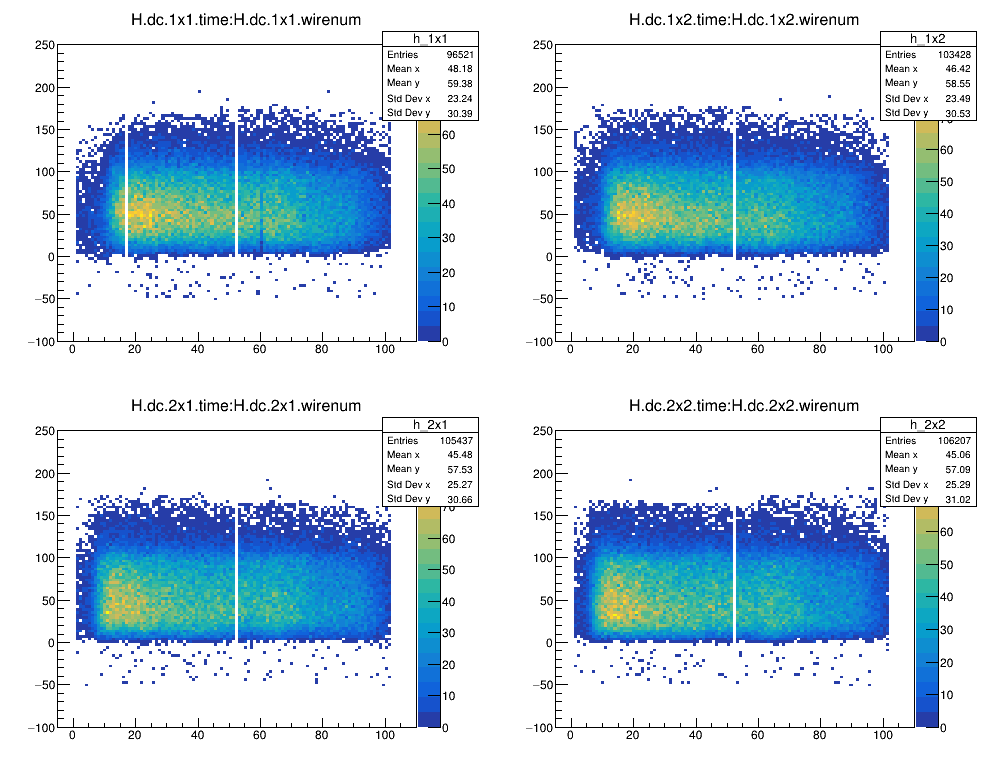 H.dc.1x1.time:H.dc.1x1.wirenum
h_1x1
Entries 96521
Mean x 48.18
Mean y 59.38
Std Dev x 23.24
Std Dev y 30.39
250
200
150
100
50
0
−50
−100
0 20 40 60 80 100
60
50
40
30
20
10
0
H.dc.1x2.time:H.dc.1x2.wirenum
h_1x2
Entries 103428
Mean x 46.42
Mean y 58.55
Std Dev x 23.49
Std Dev y 30.53
250
200
150
100
50
0
−50
−100
0 20 40 60 80 100
70
60
50
40
30
20
10
0
H.dc.2x1.time:H.dc.2x1.wirenum
h_2x1
Entries 105437
Mean x 45.48
Mean y 57.53
Std Dev x 25.27
Std Dev y 30.66
250
200
150
100
50
0
−50
−100
0 20 40 60 80 100
70
60
50
40
30
20
10
0
H.dc.2x2.time:H.dc.2x2.wirenum
h_2x2
Entries 106207
Mean x 45.06
Mean y 57.09
Std Dev x 25.29
Std Dev y 31.02
250
200
150
100
50
0
−50
−100
0 20 40 60 80 100
60
50
40
30
20
10
0